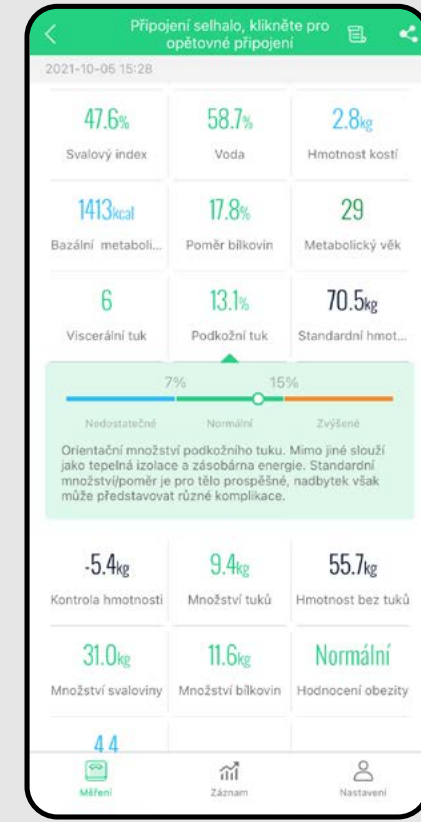 Připojení selhalo, klikněte pro
opětovné připojení
2021-10-06 15:28
47.6% 58.7% 2.8kg
Svalový index Voda Hmotnost kostí
1413kcal 17.8% 29
Bazální metaboli... Poměr bílkovin Metabolický věk
6 13.1% 70.5kg
Viscerální tuk Podkožní tuk Standardní hmot...
7% 15%
Nedostatečné Normální Zvýšené
Orientační množství podkožního tuku. Mimo jiné slouží
jako tepelná izolace a zásobárna energie. Standardní
množství/poměr je pro tělo prospěšné, nadbytek však
může představovat různé komplikace.
-5.4kg 9.4kg 55.7kg
Kontrola hmotnosti Množství tuků Hmotnost bez tuků
31.0kg 11.6kg Normální
Množství svaloviny Množství bílkovin Hodnocení obezity
Měření Záznam Nastavení